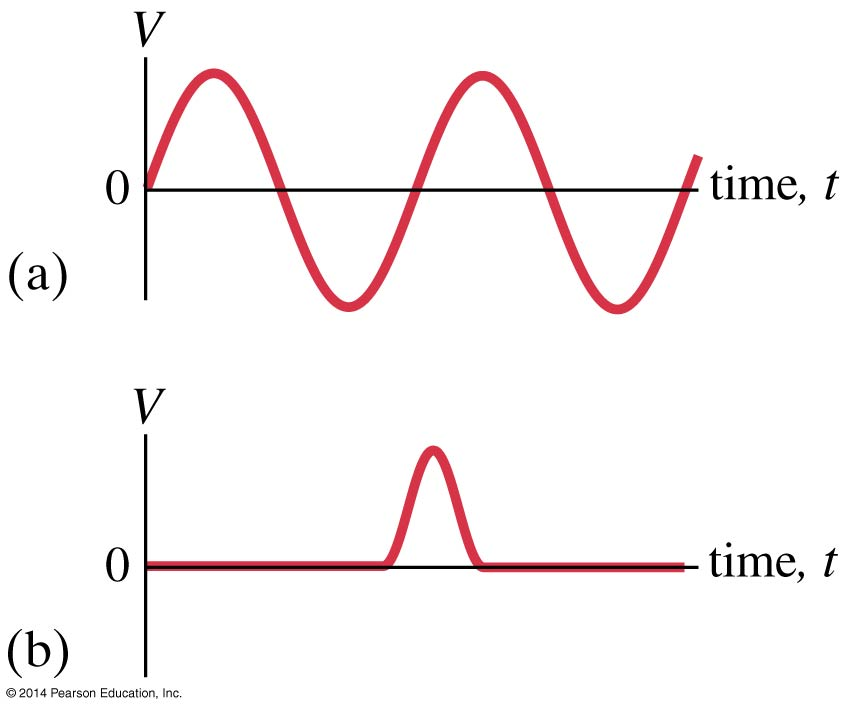 V
0
time, t
(a)
V
0
time, t
(b)
© 2014 Pearson Education, Inc.